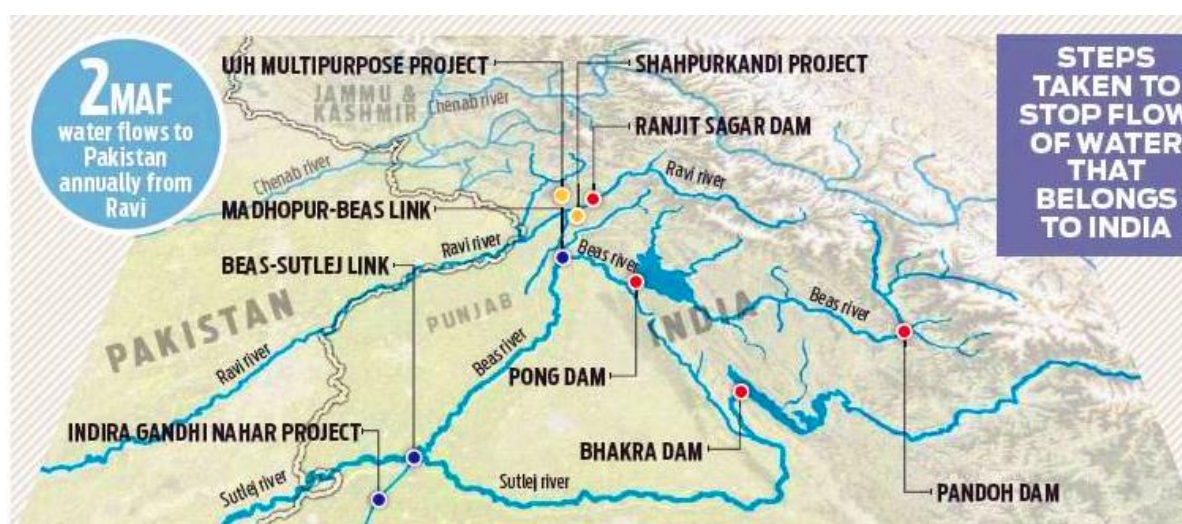 2MAF
water flows to
Pakistan
annually from
Ravi
UJH MULTIPURPOSE PROJECT
SHAHPURKANDI PROJECT
STEPS
TAKEN TO
STOP FLOW
OF WATER
THAT
BELONGS
TO INDIA
JAMMU &
KASHMIR
Chenab river
RANJIT SAGAR DAM
Chenab river
Ravi river
MADHOPUR-BEAS LINK
Ravi river
Beas river
BEAS-SUTLEJ LINK
PAKISTAN
PUNJAB
INDIA
Beas river
Ravi river
Beas river
PONG DAM
INDIRA GANDHI NAHAR PROJECT
BHAKRA DAM
Sutlej river
Sutlej river
PANDOH DAM